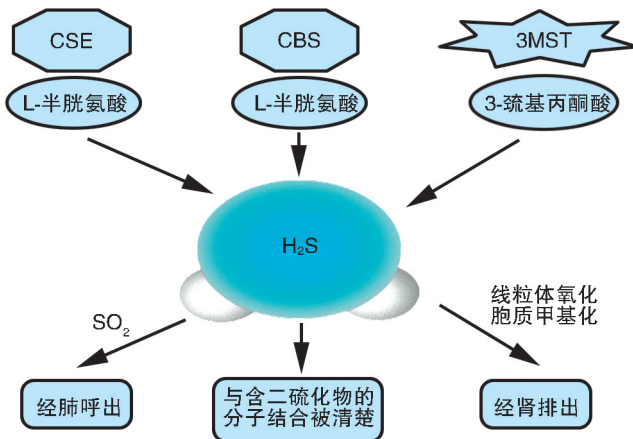 CSE
CBS
3MST
L-半胱氨酸
L-半胱氨酸
3-巯基丙酮酸
H₂S
SO₂
线粒体氧化
胞质甲基化
经肺呼出
与含二硫化物的
分子结合被清楚
经肾排出